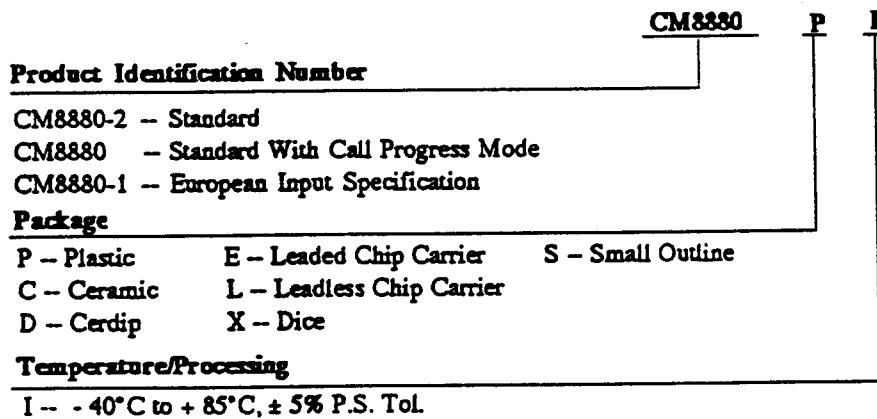 CM8880 P
Product Identification Number
CM8880-2 -- Standard
CM8880 -- Standard With Call Progress Mode
CM8880-1 -- European Input Specification
Package
P -- Plastic E -- Leaded Chip Carrier S -- Small Outline
C -- Ceramic L -- Leadless Chip Carrier
D -- Cerdip X -- Dice
Temperature/Processing
I -- - 40°C to + 85°C, ± 5% P.S. Tol.